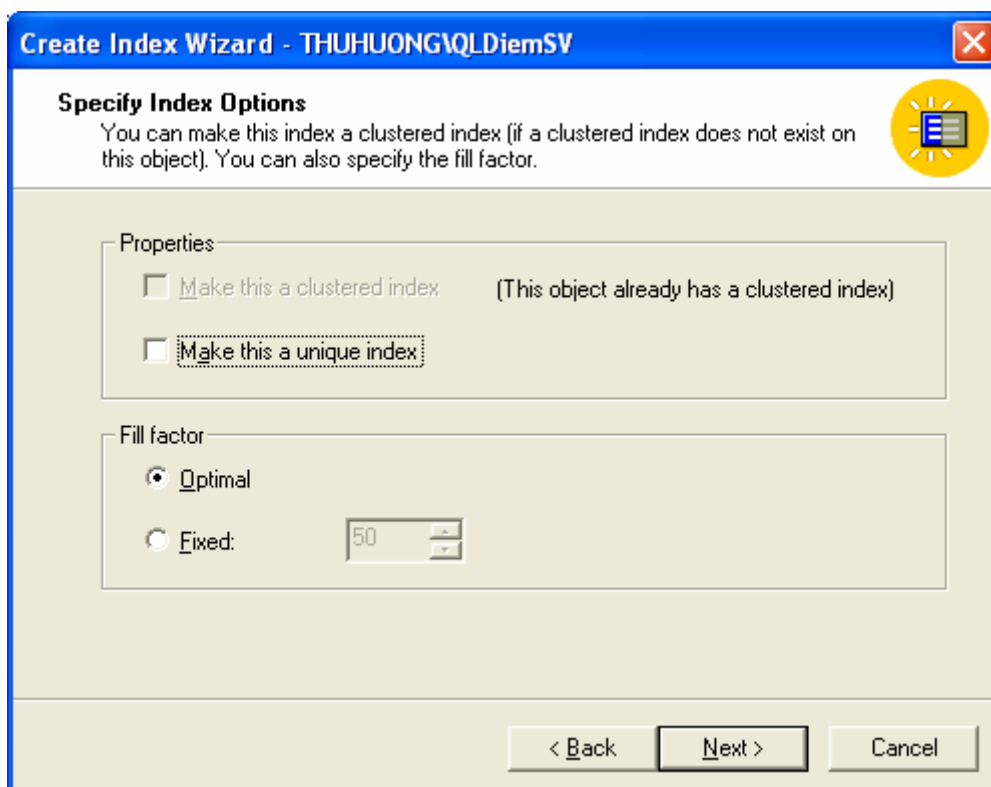 Create Index Wizard - THUHUONG\QLDiemSV
Specify Index Options
You can make this index a clustered index (if a clustered index does not exist on
this object). You can also specify the fill factor.
Properties
Make this a clustered index (This object already has a clustered index)
Make this a unique index
Fill factor
Optimal
Fixed: 50
< Back Next > Cancel